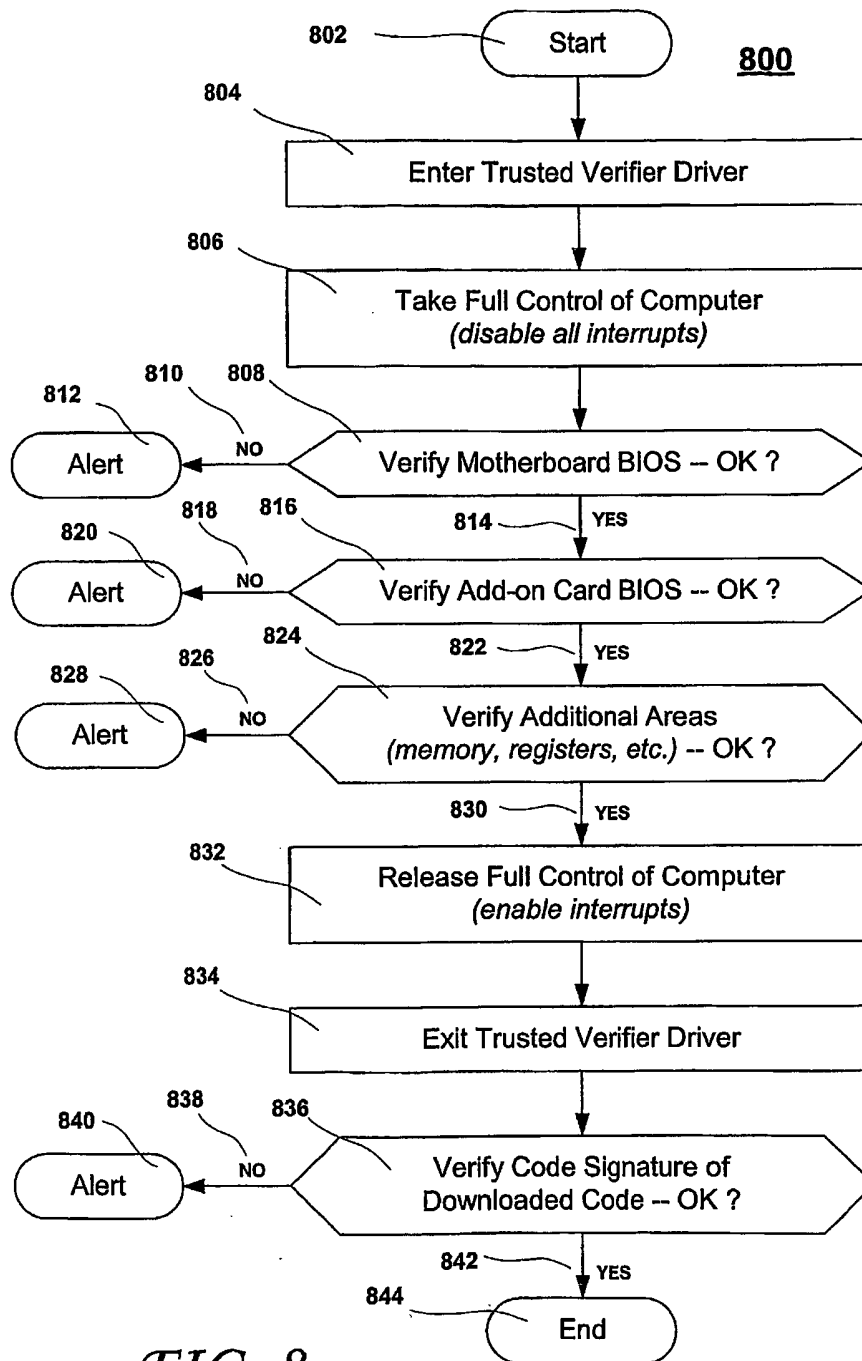 802
Start
800
804
Enter Trusted Verifier Driver
806
Take Full Control of Computer
(disable all interrupts)
812
810
808
Alert
NO
Verify Motherboard BIOS -- OK ?
814
YES
820
818
816
Alert
NO
Verify Add-on Card BIOS -- OK ?
822
YES
828
826
824
Alert
NO
Verify Additional Areas
(memory, registers, etc.) -- OK ?
830
YES
832
Release Full Control of Computer
(enable interrupts)
834
Exit Trusted Verifier Driver
840
838
836
Alert
NO
Verify Code Signature of
Downloaded Code -- OK ?
842
YES
844
End
FIG. 8